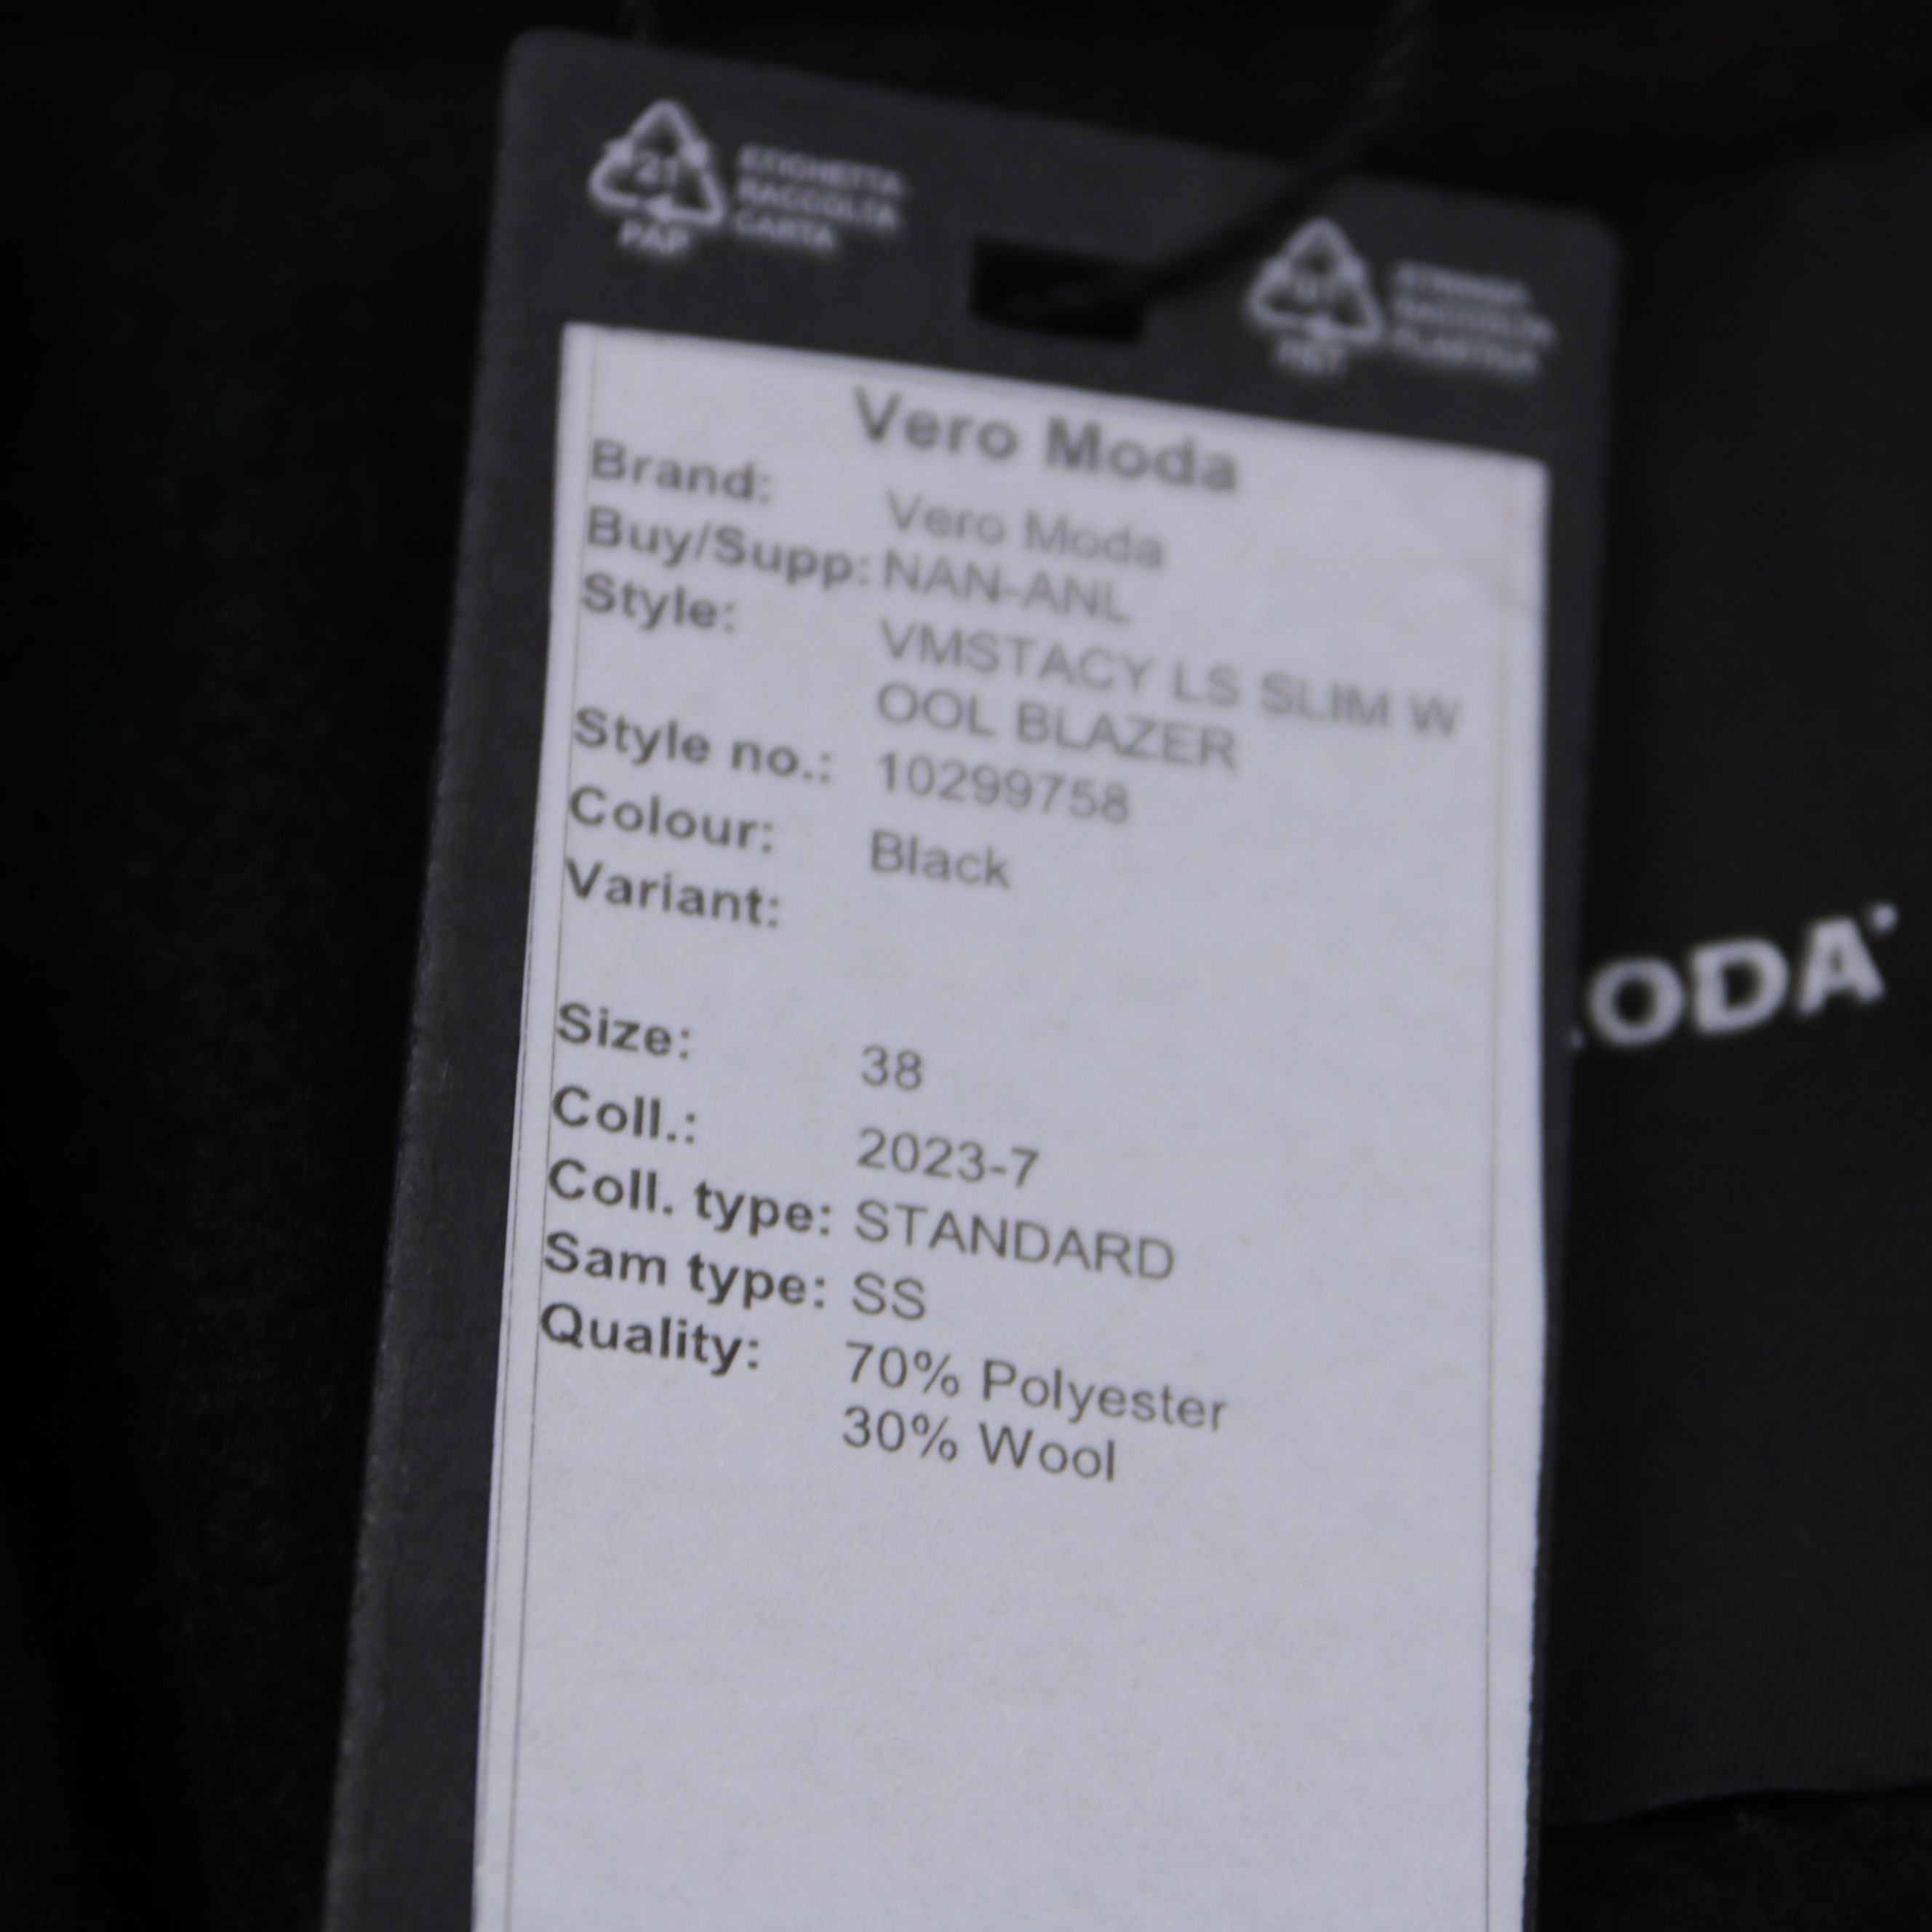 21
PAP
ETICHETTA
RACCOLTA
CARTA
RACCOLTA
Vero Moda
Brand: Vero Moda
Buy/Supp: NAN-ANL
Style: VMSTACY LS SLIM W
OOL BLAZER
Style no.: 10299758
Colour: Black
Variant:
Size: 38
Coll.: 2023-7
Coll. type: STANDARD
Sam type: SS
Quality: 70% Polyester
30% Wool
ODA